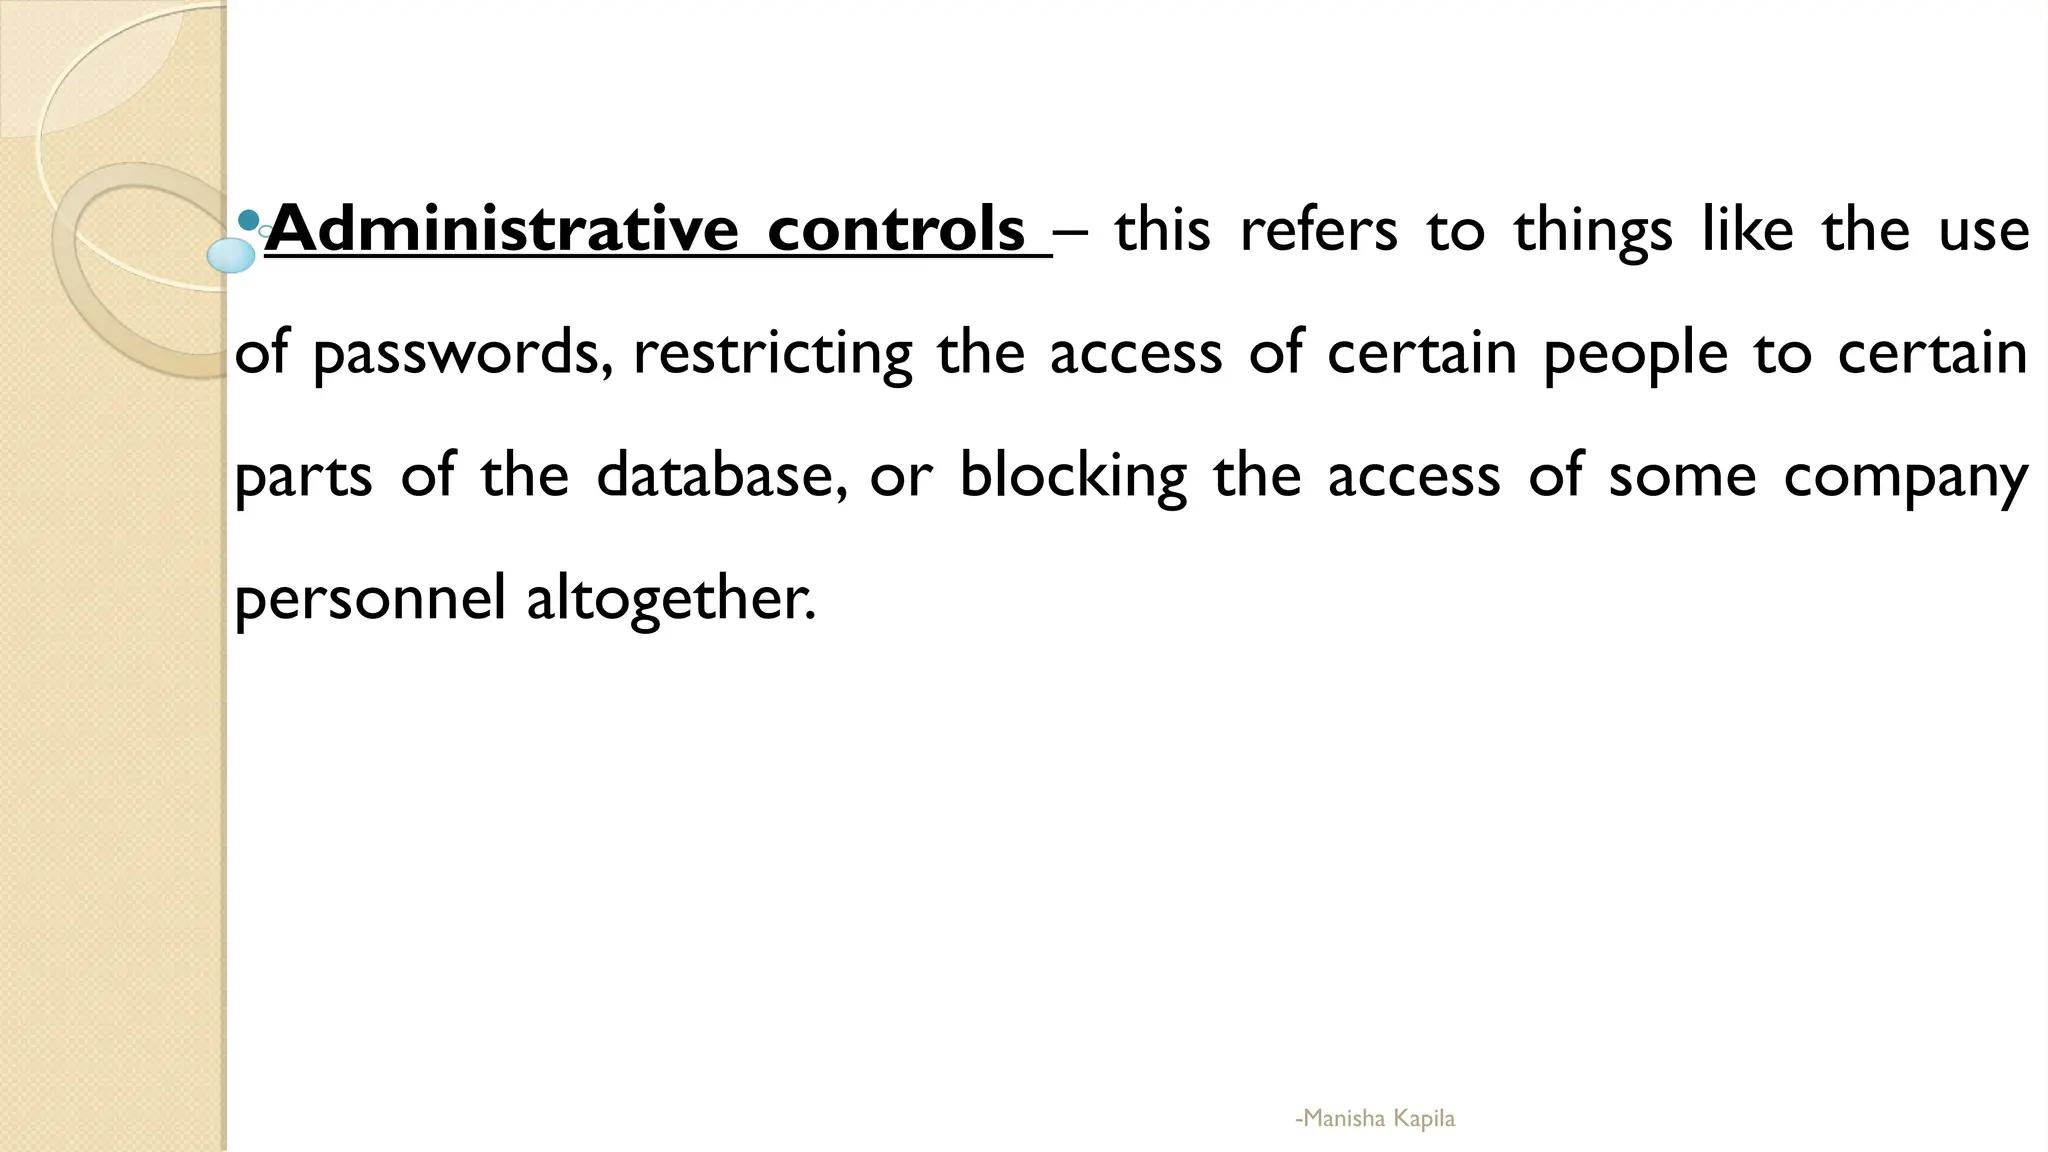 •Administrative controls – this refers to things like the use
of passwords, restricting the access of certain people to certain
parts of the database, or blocking the access of some company
personnel altogether.
-Manisha Kapila